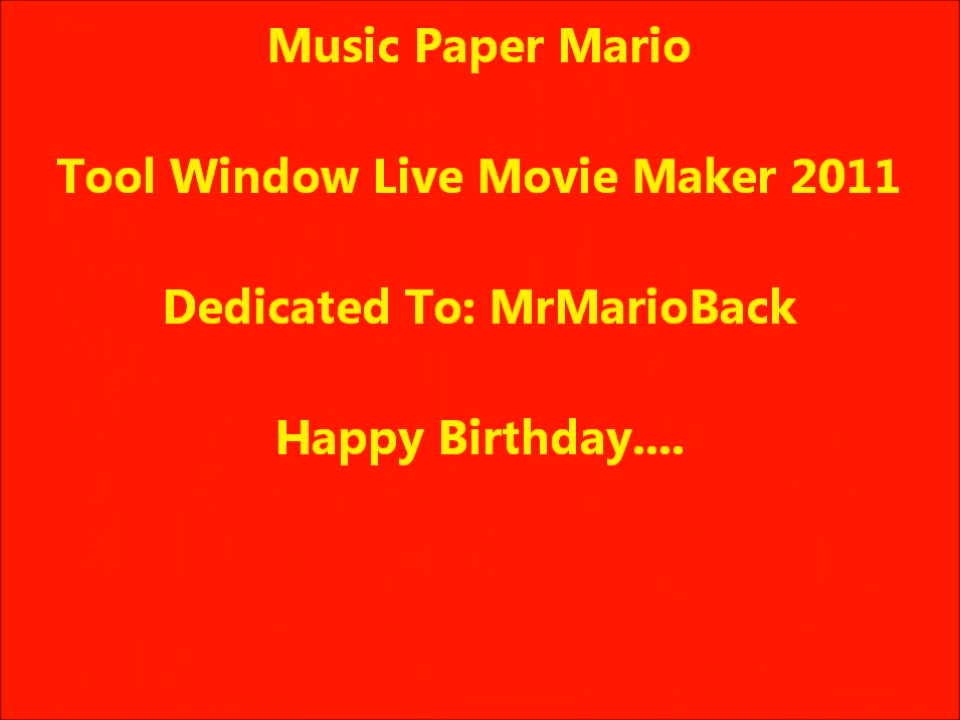 Music Paper Mario
Tool Window Live Movie Maker 2011
Dedicated To: MrMarioBack
Happy Birthday....